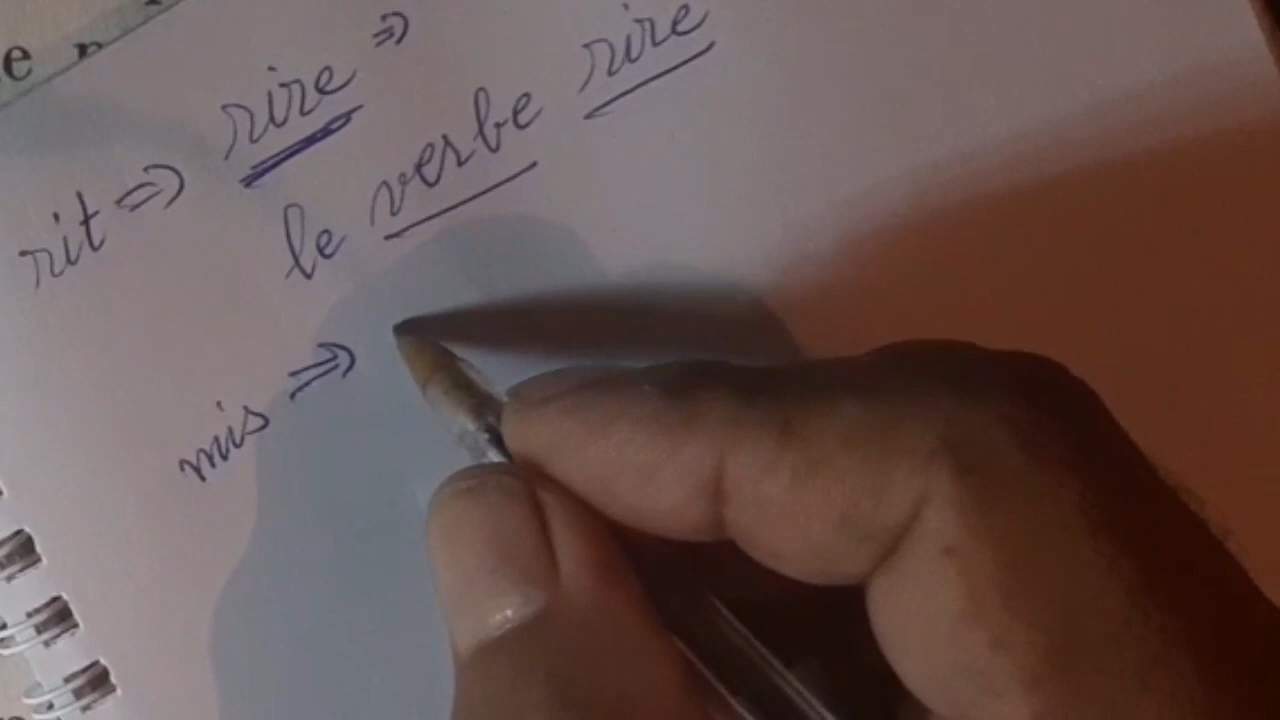 rit => rire =>
le verbe rire
mis =>